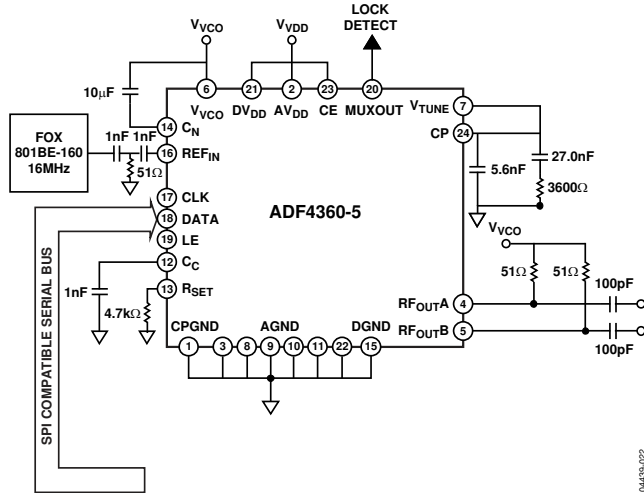 LOCK
DETECT
VVCO
VVDD
6
21
2
23
20
10µF
VVCO
DVDD
AVDD
CE
MUXOUT
VTUNE
7
FOX
801BE-160
16MHz
1nF
1nF
14
CN
CP
24
16
REFIN
51Ω
27.0nF
5.6nF
3600Ω
17
CLK
18
DATA
ADF4360-5
19
LE
VVCO
12
CC
51Ω
51Ω
100pF
1nF
13
RSET
4.7kΩ
RFOUTA
4
CPGND
AGND
DGND
RFOUTB
5
1
3
8
9
10
11
22
15
100pF
SPI COMPATIBLE SERIAL BUS
04439-022